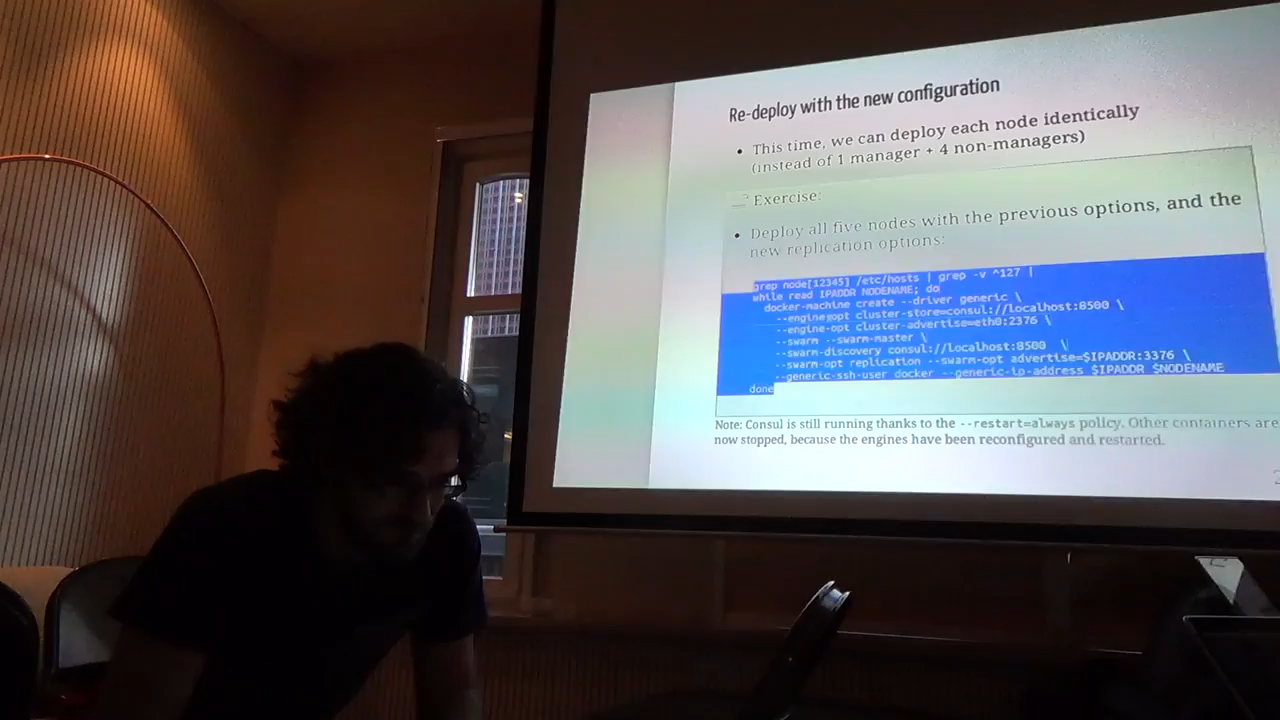 Re-deploy with the new configuration
• This time, we can deploy each node identically
(instead of 1 manager + 4 non-managers)
Exercise:
• Deploy all five nodes with the previous options, and the
new replication options:
grep node[12345] /etc/hosts | grep -v ^127 |
while read IPADDR NODENAME; do
docker-machine create --driver generic \
--engine-opt cluster-store=consul://localhost:8500 \
--engine-opt cluster-advertise=eth0:2376 \
--swarm --swarm-master \
--swarm-discovery consul://localhost:8500 \
--swarm-opt replication --swarm-opt advertise=$IPADDR:3376 \
--generic-ssh-user docker --generic-ip-address $IPADDR $NODENAME
done
Note: Consul is still running thanks to the --restart=always policy. Other containers are
now stopped, because the engines have been reconfigured and restarted.